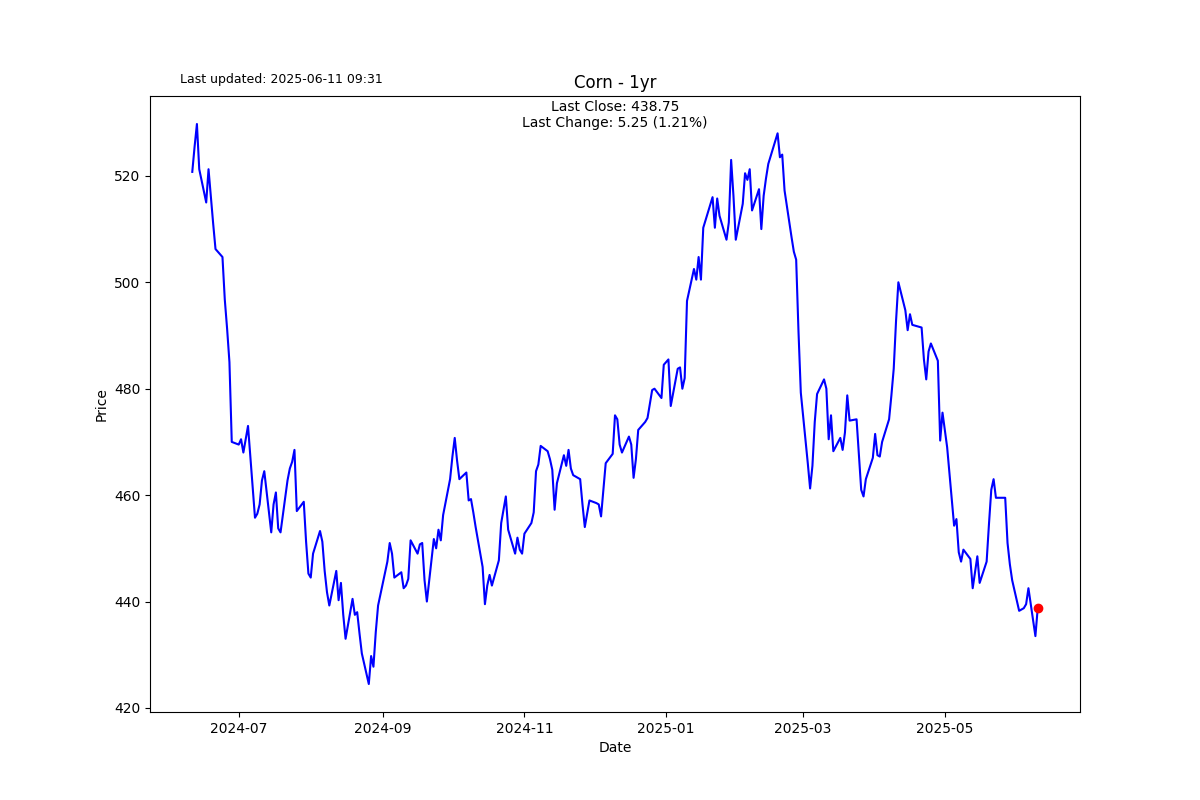 Last updated: 2025-06-11 09:31
Corn - 1yr
Last Close: 438.75
Last Change: 5.25 (1.21%)
520
500
480
460
440
420
Price
2024-07
2024-09
2024-11
2025-01
2025-03
2025-05
Date